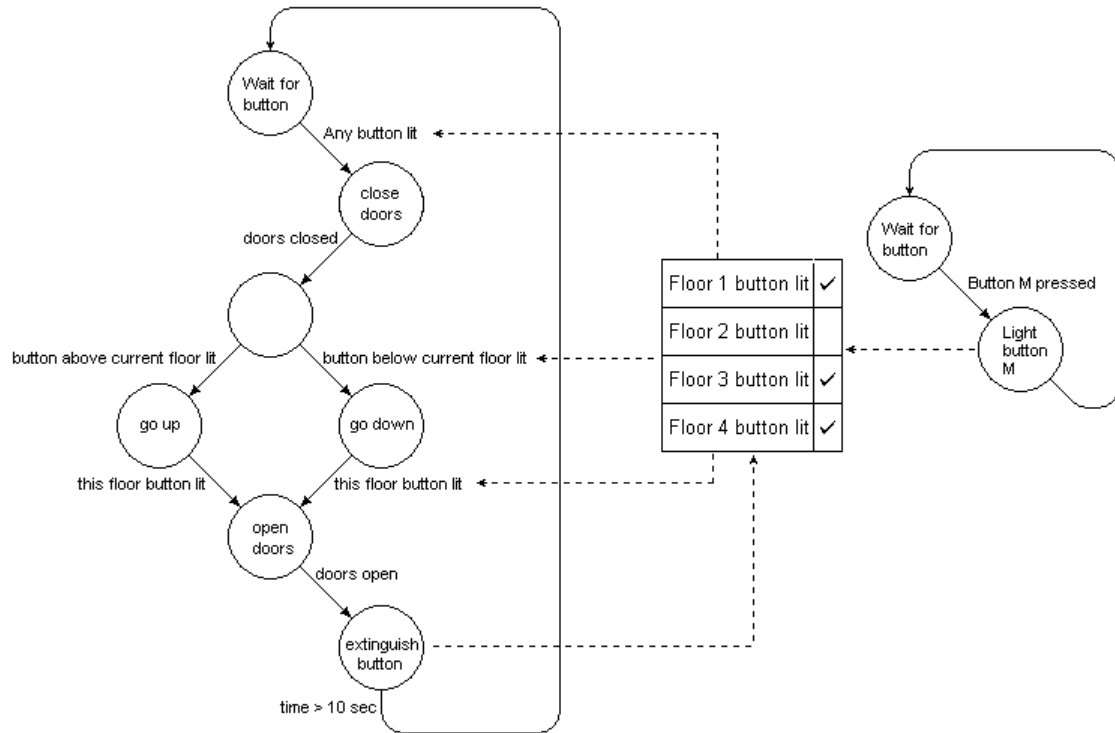 Wait for
button
Any button lit
close
doors
doors closed
button above current floor lit
button below current floor lit
go up
go down
this floor button lit
this floor button lit
open
doors
doors open
extinguish
button
time > 10 sec
Floor 1 button lit ✓
Floor 2 button lit
Floor 3 button lit ✓
Floor 4 button lit ✓
Wait for
button
Button M pressed
Light
button
M